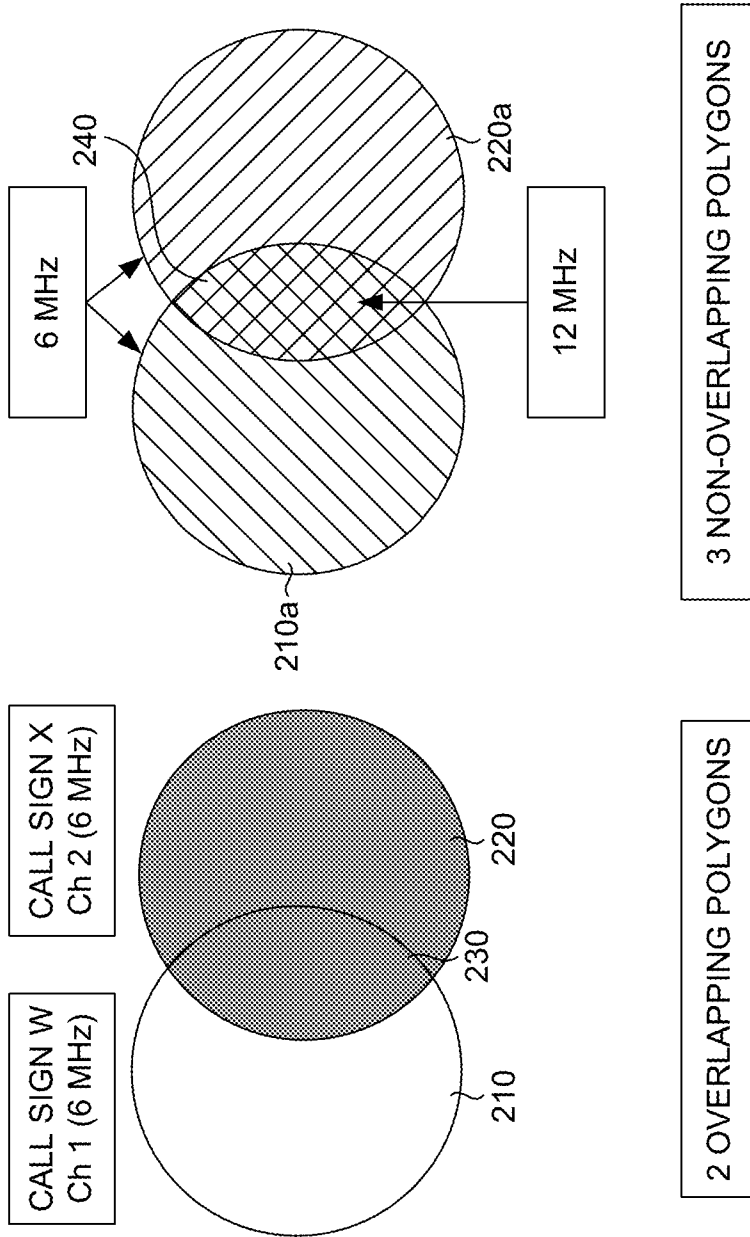 CALL SIGN W
Ch 1 (6 MHz)
CALL SIGN X
Ch 2 (6 MHz)
210
230
220
2 OVERLAPPING POLYGONS
6 MHz
240
210a
220a
12 MHz
3 NON-OVERLAPPING POLYGONS